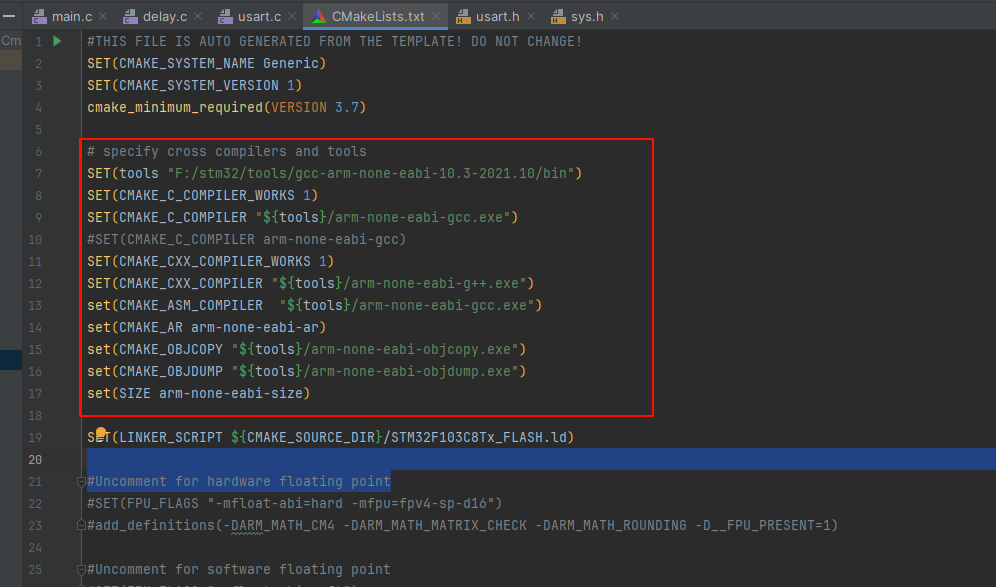 main.c delay.c usart.c CMakeLists.txt usart.h sys.h
Cm
1 #THIS FILE IS AUTO GENERATED FROM THE TEMPLATE! DO NOT CHANGE!
2 SET(CMAKE_SYSTEM_NAME Generic)
3 SET(CMAKE_SYSTEM_VERSION 1)
4 cmake_minimum_required(VERSION 3.7)
5
6 # specify cross compilers and tools
7 SET(tools "F:/stm32/tools/gcc-arm-none-eabi-10.3-2021.10/bin")
8 SET(CMAKE_C_COMPILER_WORKS 1)
9 SET(CMAKE_C_COMPILER "${tools}/arm-none-eabi-gcc.exe")
10 #SET(CMAKE_C_COMPILER arm-none-eabi-gcc)
11 SET(CMAKE_CXX_COMPILER_WORKS 1)
12 SET(CMAKE_CXX_COMPILER "${tools}/arm-none-eabi-g++.exe")
13 set(CMAKE_ASM_COMPILER  "${tools}/arm-none-eabi-gcc.exe")
14 set(CMAKE_AR arm-none-eabi-ar)
15 set(CMAKE_OBJCOPY "${tools}/arm-none-eabi-objcopy.exe")
16 set(CMAKE_OBJDUMP "${tools}/arm-none-eabi-objdump.exe")
17 set(SIZE arm-none-eabi-size)
18
19 SET(LINKER_SCRIPT ${CMAKE_SOURCE_DIR}/STM32F103C8Tx_FLASH.ld)
20
21 #Uncomment for hardware floating point
22 #SET(FPU_FLAGS "-mfloat-abi=hard -mfpu=fpv4-sp-d16")
23 #add_definitions(-DARM_MATH_CM4 -DARM_MATH_MATRIX_CHECK -DARM_MATH_ROUNDING -D__FPU_PRESENT=1)
24
25 #Uncomment for software floating point